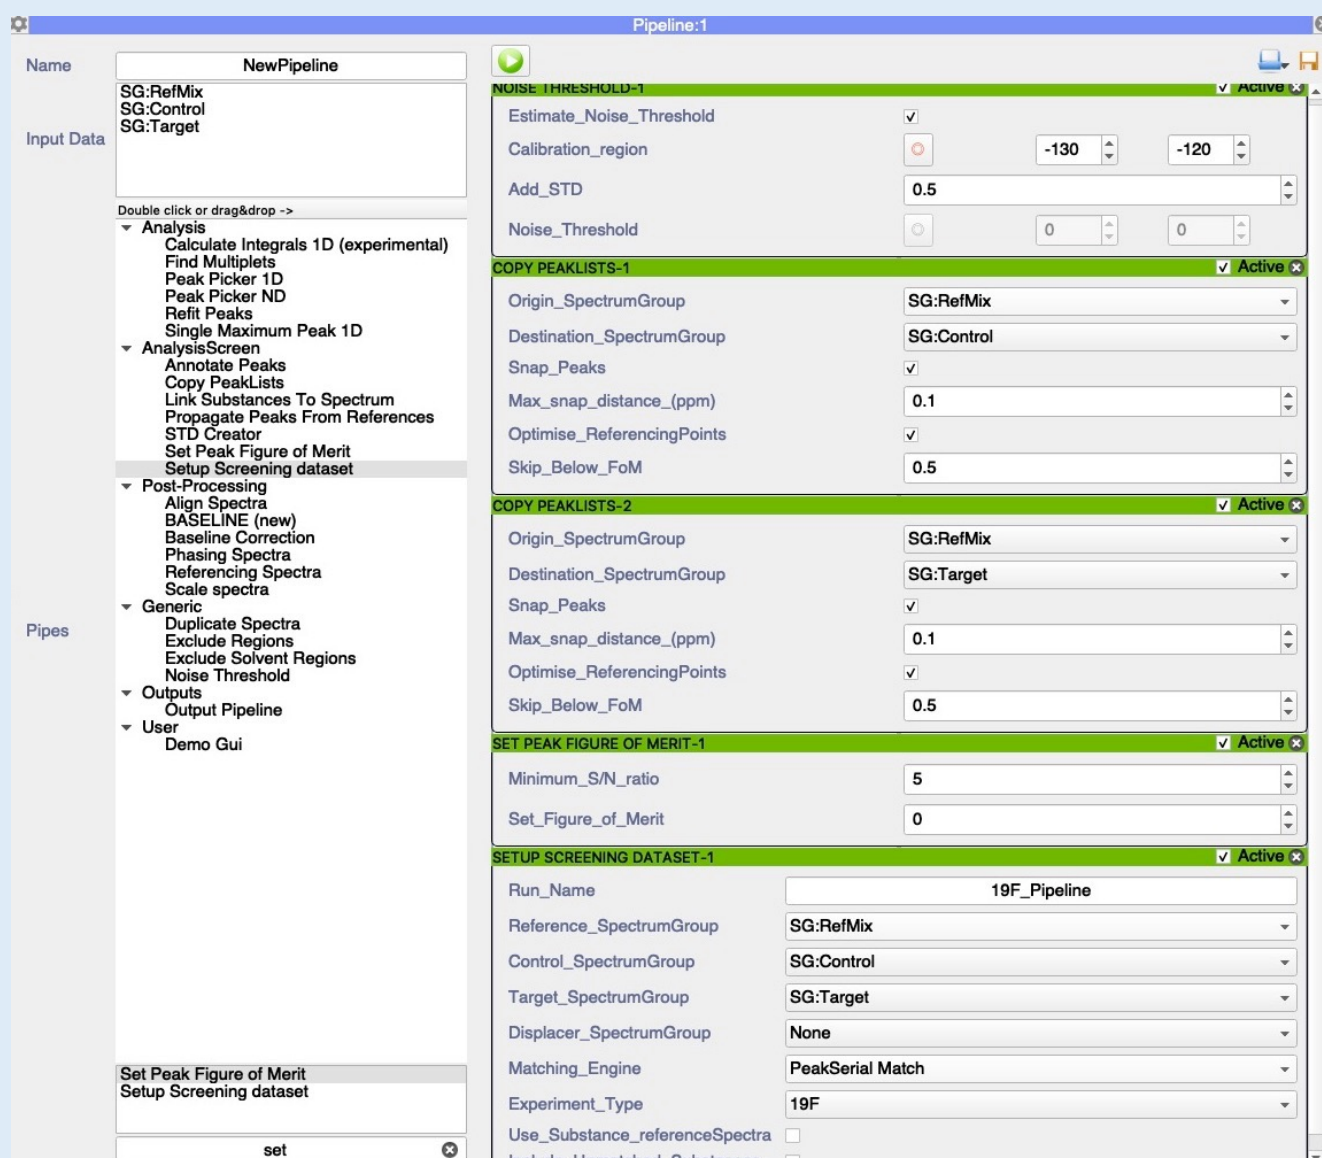 Pipeline:1
Name
NewPipeline
Input Data
SG:RefMix
SG:Control
SG:Target
Double click or drag&drop ->
Pipes
Analysis
Calculate Integrals 1D (experimental)
Find Multiplets
Peak Picker 1D
Peak Picker ND
Refit Peaks
Single Maximum Peak 1D
AnalysisScreen
Annotate Peaks
Copy PeakLists
Link Substances To Spectrum
Propagate Peaks From References
STD Creator
Set Peak Figure of Merit
Setup Screening dataset
Post-Processing
Align Spectra
BASELINE (new)
Baseline Correction
Phasing Spectra
Referencing Spectra
Scale spectra
Generic
Duplicate Spectra
Exclude Regions
Exclude Solvent Regions
Noise Threshold
Outputs
Output Pipeline
User
Demo Gui
Set Peak Figure of Merit
Setup Screening dataset
set
NOISE THRESHOLD-1 Active
Estimate_Noise_Threshold
Calibration_region -130 -120
Add_STD 0.5
Noise_Threshold 0 0
COPY PEAKLISTS-1 Active
Origin_SpectrumGroup SG:RefMix
Destination_SpectrumGroup SG:Control
Snap_Peaks
Max_snap_distance_(ppm) 0.1
Optimise_ReferencingPoints
Skip_Below_FoM 0.5
COPY PEAKLISTS-2 Active
Origin_SpectrumGroup SG:RefMix
Destination_SpectrumGroup SG:Target
Snap_Peaks
Max_snap_distance_(ppm) 0.1
Optimise_ReferencingPoints
Skip_Below_FoM 0.5
SET PEAK FIGURE OF MERIT-1 Active
Minimum_S/N_ratio 5
Set_Figure_of_Merit 0
SETUP SCREENING DATASET-1 Active
Run_Name 19F_Pipeline
Reference_SpectrumGroup SG:RefMix
Control_SpectrumGroup SG:Control
Target_SpectrumGroup SG:Target
Displacer_SpectrumGroup None
Matching_Engine PeakSerial Match
Experiment_Type 19F
Use_Substance_referenceSpectra